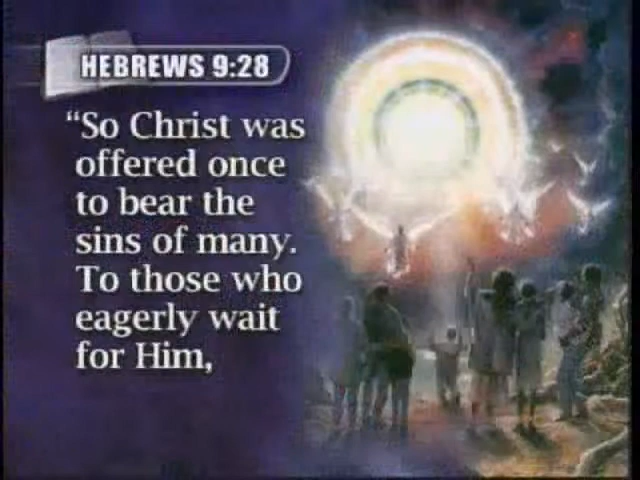 HEBREWS 9:28
“So Christ was
offered once
to bear the
sins of many.
To those who
eagerly wait
for Him,